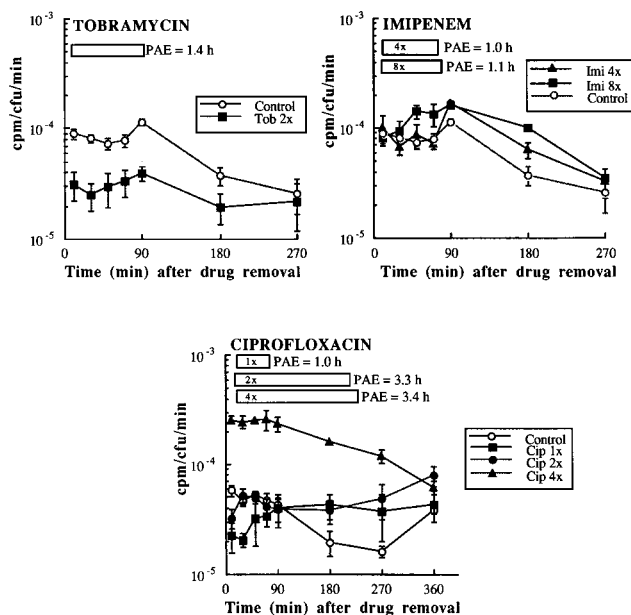 TOBRAMYCIN
10^-3
PAE = 1.4 h
Control
Tob 2x
cpm/cfu/min
10^-4
10^-5
0 90 180 270
Time (min) after drug removal
IMIPENEM
10^-3
4x PAE = 1.0 h
8x PAE = 1.1 h
Imi 4x
Imi 8x
Control
cpm/cfu/min
10^-4
10^-5
0 90 180 270
Time (min) after drug removal
CIPROFLOXACIN
10^-3
1x PAE = 1.0 h
2x PAE = 3.3 h
4x PAE = 3.4 h
Control
Cip 1x
Cip 2x
Cip 4x
cpm/cfu/min
10^-4
10^-5
0 90 180 270 360
Time (min) after drug removal